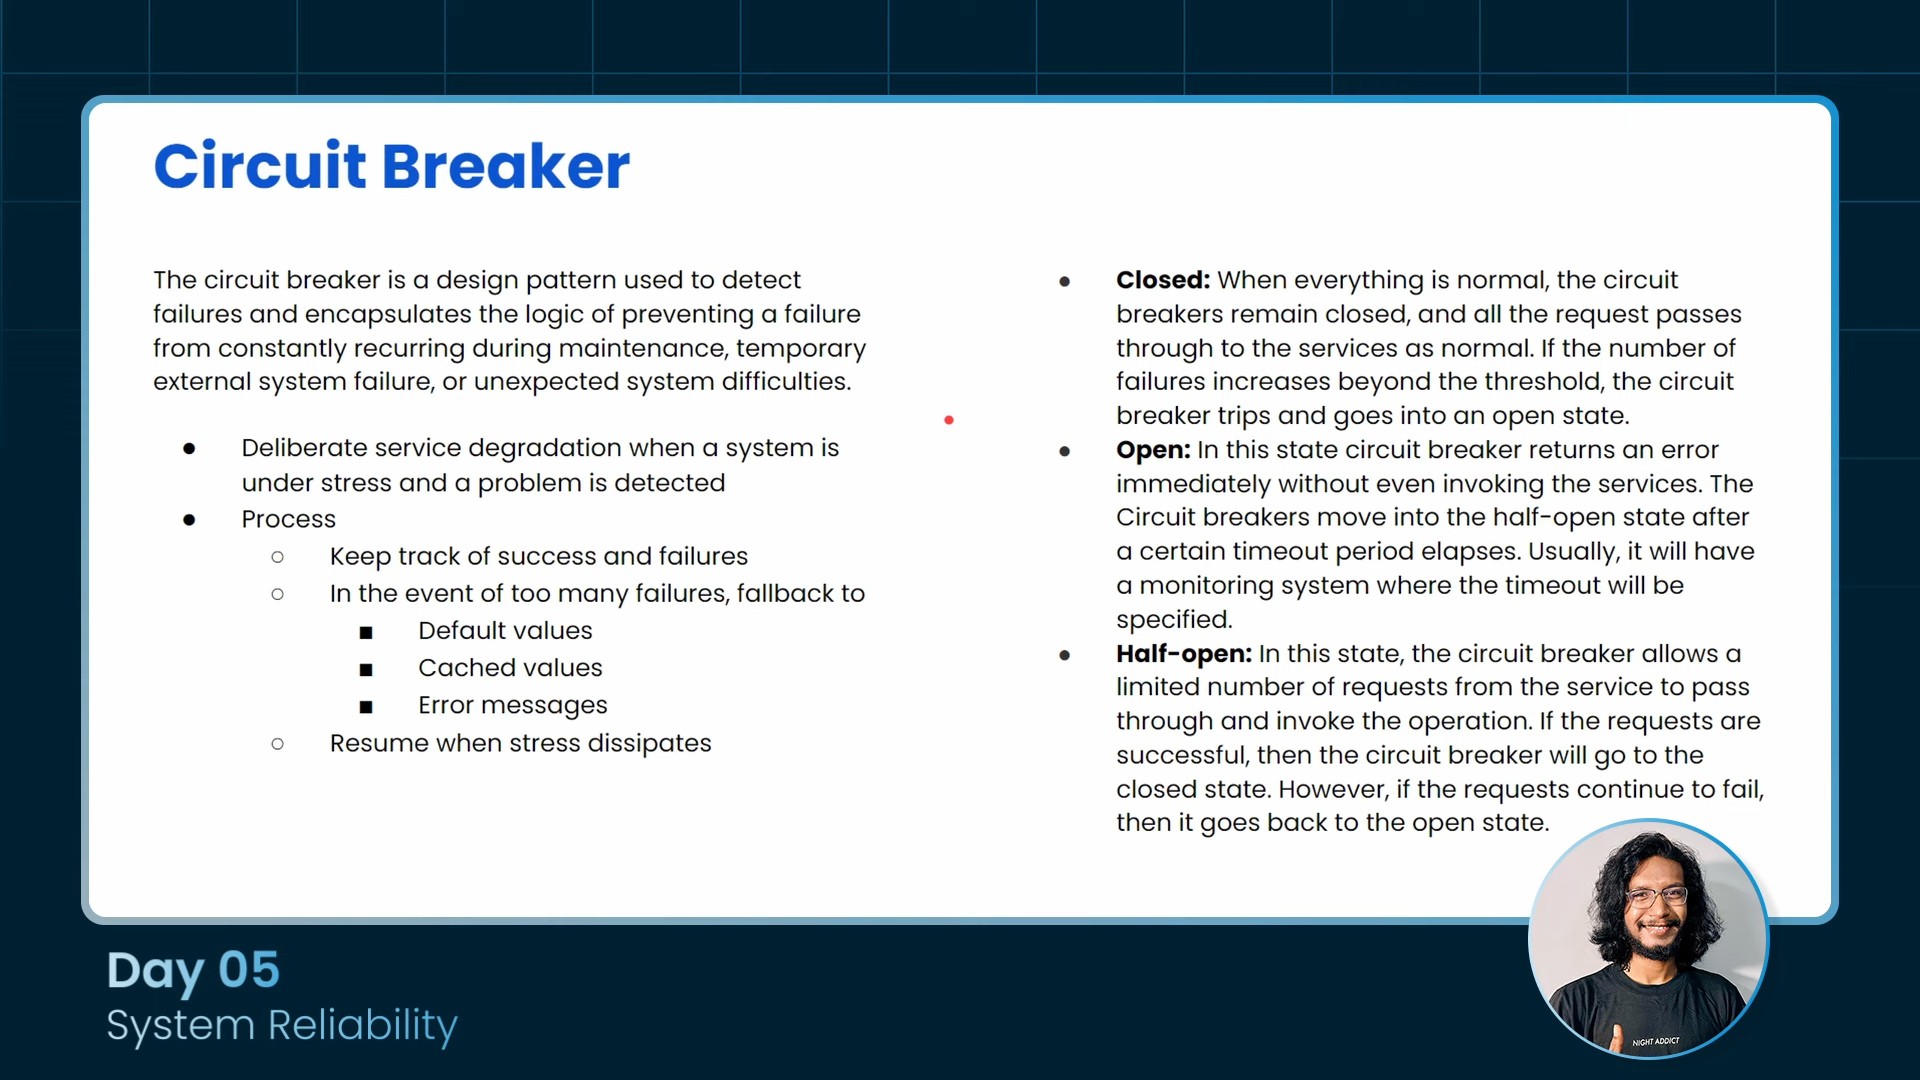 Circuit Breaker
The circuit breaker is a design pattern used to detect
failures and encapsulates the logic of preventing a failure
from constantly recurring during maintenance, temporary
external system failure, or unexpected system difficulties.
● Deliberate service degradation when a system is
under stress and a problem is detected
● Process
○ Keep track of success and failures
○ In the event of too many failures, fallback to
■ Default values
■ Cached values
■ Error messages
○ Resume when stress dissipates
● Closed: When everything is normal, the circuit
breakers remain closed, and all the request passes
through to the services as normal. If the number of
failures increases beyond the threshold, the circuit
breaker trips and goes into an open state.
● Open: In this state circuit breaker returns an error
immediately without even invoking the services. The
Circuit breakers move into the half-open state after
a certain timeout period elapses. Usually, it will have
a monitoring system where the timeout will be
specified.
● Half-open: In this state, the circuit breaker allows a
limited number of requests from the service to pass
through and invoke the operation. If the requests are
successful, then the circuit breaker will go to the
closed state. However, if the requests continue to fail,
then it goes back to the open state.
Day 05
System Reliability
NIGHT ADDICT